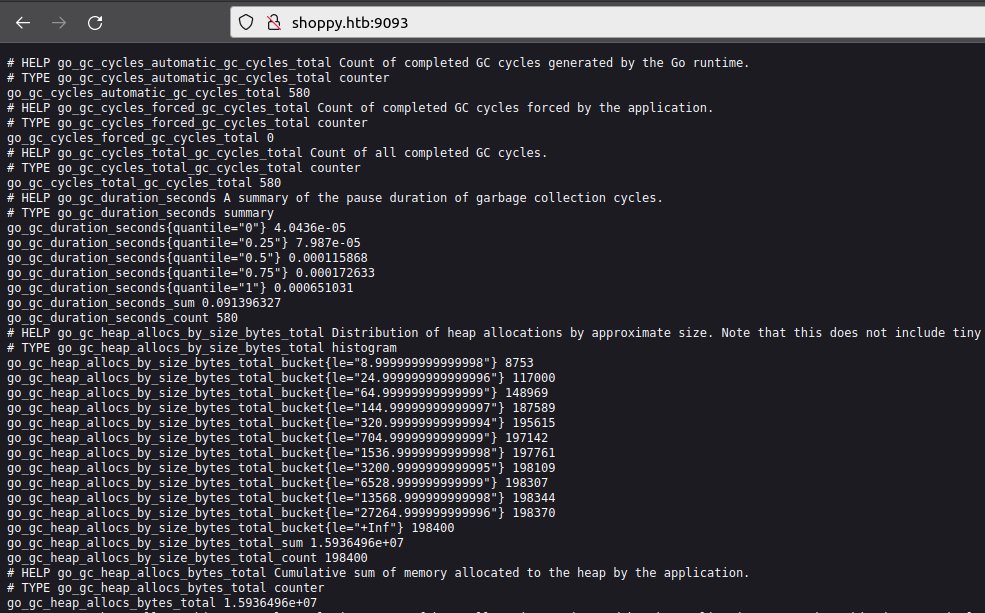 shoppy.htb:9093
# HELP go_gc_cycles_automatic_gc_cycles_total Count of completed GC cycles generated by the Go runtime.
# TYPE go_gc_cycles_automatic_gc_cycles_total counter
go_gc_cycles_automatic_gc_cycles_total 580
# HELP go_gc_cycles_forced_gc_cycles_total Count of completed GC cycles forced by the application.
# TYPE go_gc_cycles_forced_gc_cycles_total counter
go_gc_cycles_forced_gc_cycles_total 0
# HELP go_gc_cycles_total_gc_cycles_total Count of all completed GC cycles.
# TYPE go_gc_cycles_total_gc_cycles_total counter
go_gc_cycles_total_gc_cycles_total 580
# HELP go_gc_duration_seconds A summary of the pause duration of garbage collection cycles.
# TYPE go_gc_duration_seconds summary
go_gc_duration_seconds{quantile="0"} 4.0436e-05
go_gc_duration_seconds{quantile="0.25"} 7.987e-05
go_gc_duration_seconds{quantile="0.5"} 0.000115868
go_gc_duration_seconds{quantile="0.75"} 0.000172633
go_gc_duration_seconds{quantile="1"} 0.000651031
go_gc_duration_seconds_sum 0.091396327
go_gc_duration_seconds_count 580
# HELP go_gc_heap_allocs_by_size_bytes_total Distribution of heap allocations by approximate size. Note that this does not include tiny
# TYPE go_gc_heap_allocs_by_size_bytes_total histogram
go_gc_heap_allocs_by_size_bytes_total_bucket{le="8.999999999999998"} 8753
go_gc_heap_allocs_by_size_bytes_total_bucket{le="24.999999999999996"} 117000
go_gc_heap_allocs_by_size_bytes_total_bucket{le="64.99999999999999"} 148969
go_gc_heap_allocs_by_size_bytes_total_bucket{le="144.99999999999997"} 187589
go_gc_heap_allocs_by_size_bytes_total_bucket{le="320.99999999999994"} 195615
go_gc_heap_allocs_by_size_bytes_total_bucket{le="704.9999999999999"} 197142
go_gc_heap_allocs_by_size_bytes_total_bucket{le="1536.9999999999998"} 197761
go_gc_heap_allocs_by_size_bytes_total_bucket{le="3200.9999999999995"} 198109
go_gc_heap_allocs_by_size_bytes_total_bucket{le="6528.999999999999"} 198307
go_gc_heap_allocs_by_size_bytes_total_bucket{le="13568.999999999998"} 198344
go_gc_heap_allocs_by_size_bytes_total_bucket{le="27264.999999999996"} 198370
go_gc_heap_allocs_by_size_bytes_total_bucket{le="+Inf"} 198400
go_gc_heap_allocs_by_size_bytes_total_sum 1.5936496e+07
go_gc_heap_allocs_by_size_bytes_total_count 198400
# HELP go_gc_heap_allocs_bytes_total Cumulative sum of memory allocated to the heap by the application.
# TYPE go_gc_heap_allocs_bytes_total counter
go_gc_heap_allocs_bytes_total 1.5936496e+07